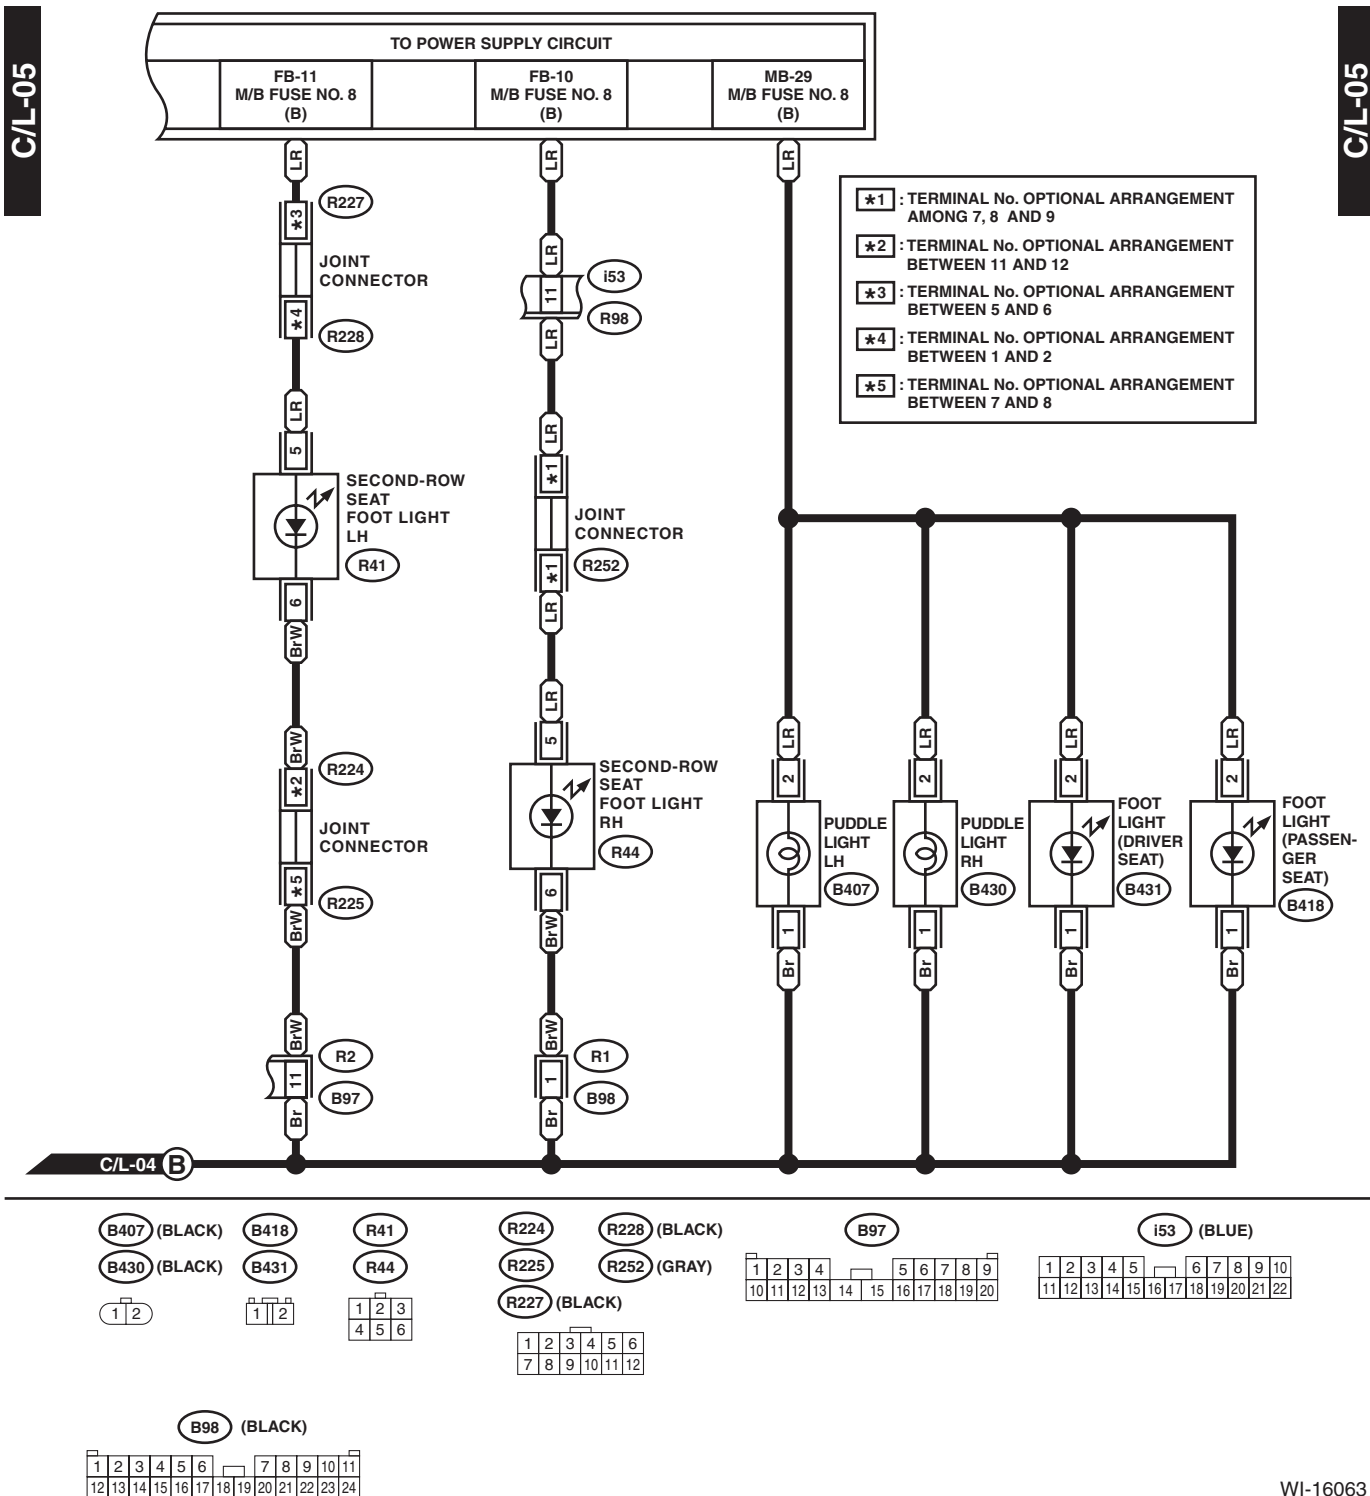 C/L-05
C/L-05
TO POWER SUPPLY CIRCUIT
FB-11
M/B FUSE NO. 8
(B)
FB-10
M/B FUSE NO. 8
(B)
MB-29
M/B FUSE NO. 8
(B)
LR
LR
LR
*1 : TERMINAL No. OPTIONAL ARRANGEMENT
AMONG 7, 8 AND 9
*2 : TERMINAL No. OPTIONAL ARRANGEMENT
BETWEEN 11 AND 12
*3 : TERMINAL No. OPTIONAL ARRANGEMENT
BETWEEN 5 AND 6
*4 : TERMINAL No. OPTIONAL ARRANGEMENT
BETWEEN 1 AND 2
*5 : TERMINAL No. OPTIONAL ARRANGEMENT
BETWEEN 7 AND 8
*3
R227
JOINT
CONNECTOR
*4
R228
LR
5
SECOND-ROW
SEAT
FOOT LIGHT
LH
R41
6
BrW
BrW
*2
R224
JOINT
CONNECTOR
*5
R225
BrW
BrW
R2
11
B97
Br
LR
i53
11
R98
LR
LR
*1
JOINT
CONNECTOR
*1
R252
LR
LR
5
SECOND-ROW
SEAT
FOOT LIGHT
RH
R44
6
BrW
BrW
R1
1
B98
Br
LR
2
PUDDLE
LIGHT
LH
B407
1
Br
LR
2
PUDDLE
LIGHT
RH
B430
1
Br
LR
2
FOOT
LIGHT
(DRIVER
SEAT)
B431
1
Br
LR
2
FOOT
LIGHT
(PASSEN-
GER
SEAT)
B418
1
Br
C/L-04 B
B407 (BLACK)
B430 (BLACK)
1 2
B418
B431
1 2
R41
R44
1 2 3
4 5 6
R224
R225
R227 (BLACK)
R228 (BLACK)
R252 (GRAY)
1 2 3 4 5 6
7 8 9 10 11 12
B97
1 2 3 4 5 6 7 8 9
10 11 12 13 14 15 16 17 18 19 20
i53 (BLUE)
1 2 3 4 5 6 7 8 9 10
11 12 13 14 15 16 17 18 19 20 21 22
B98 (BLACK)
1 2 3 4 5 6 7 8 9 10 11
12 13 14 15 16 17 18 19 20 21 22 23 24
WI-16063